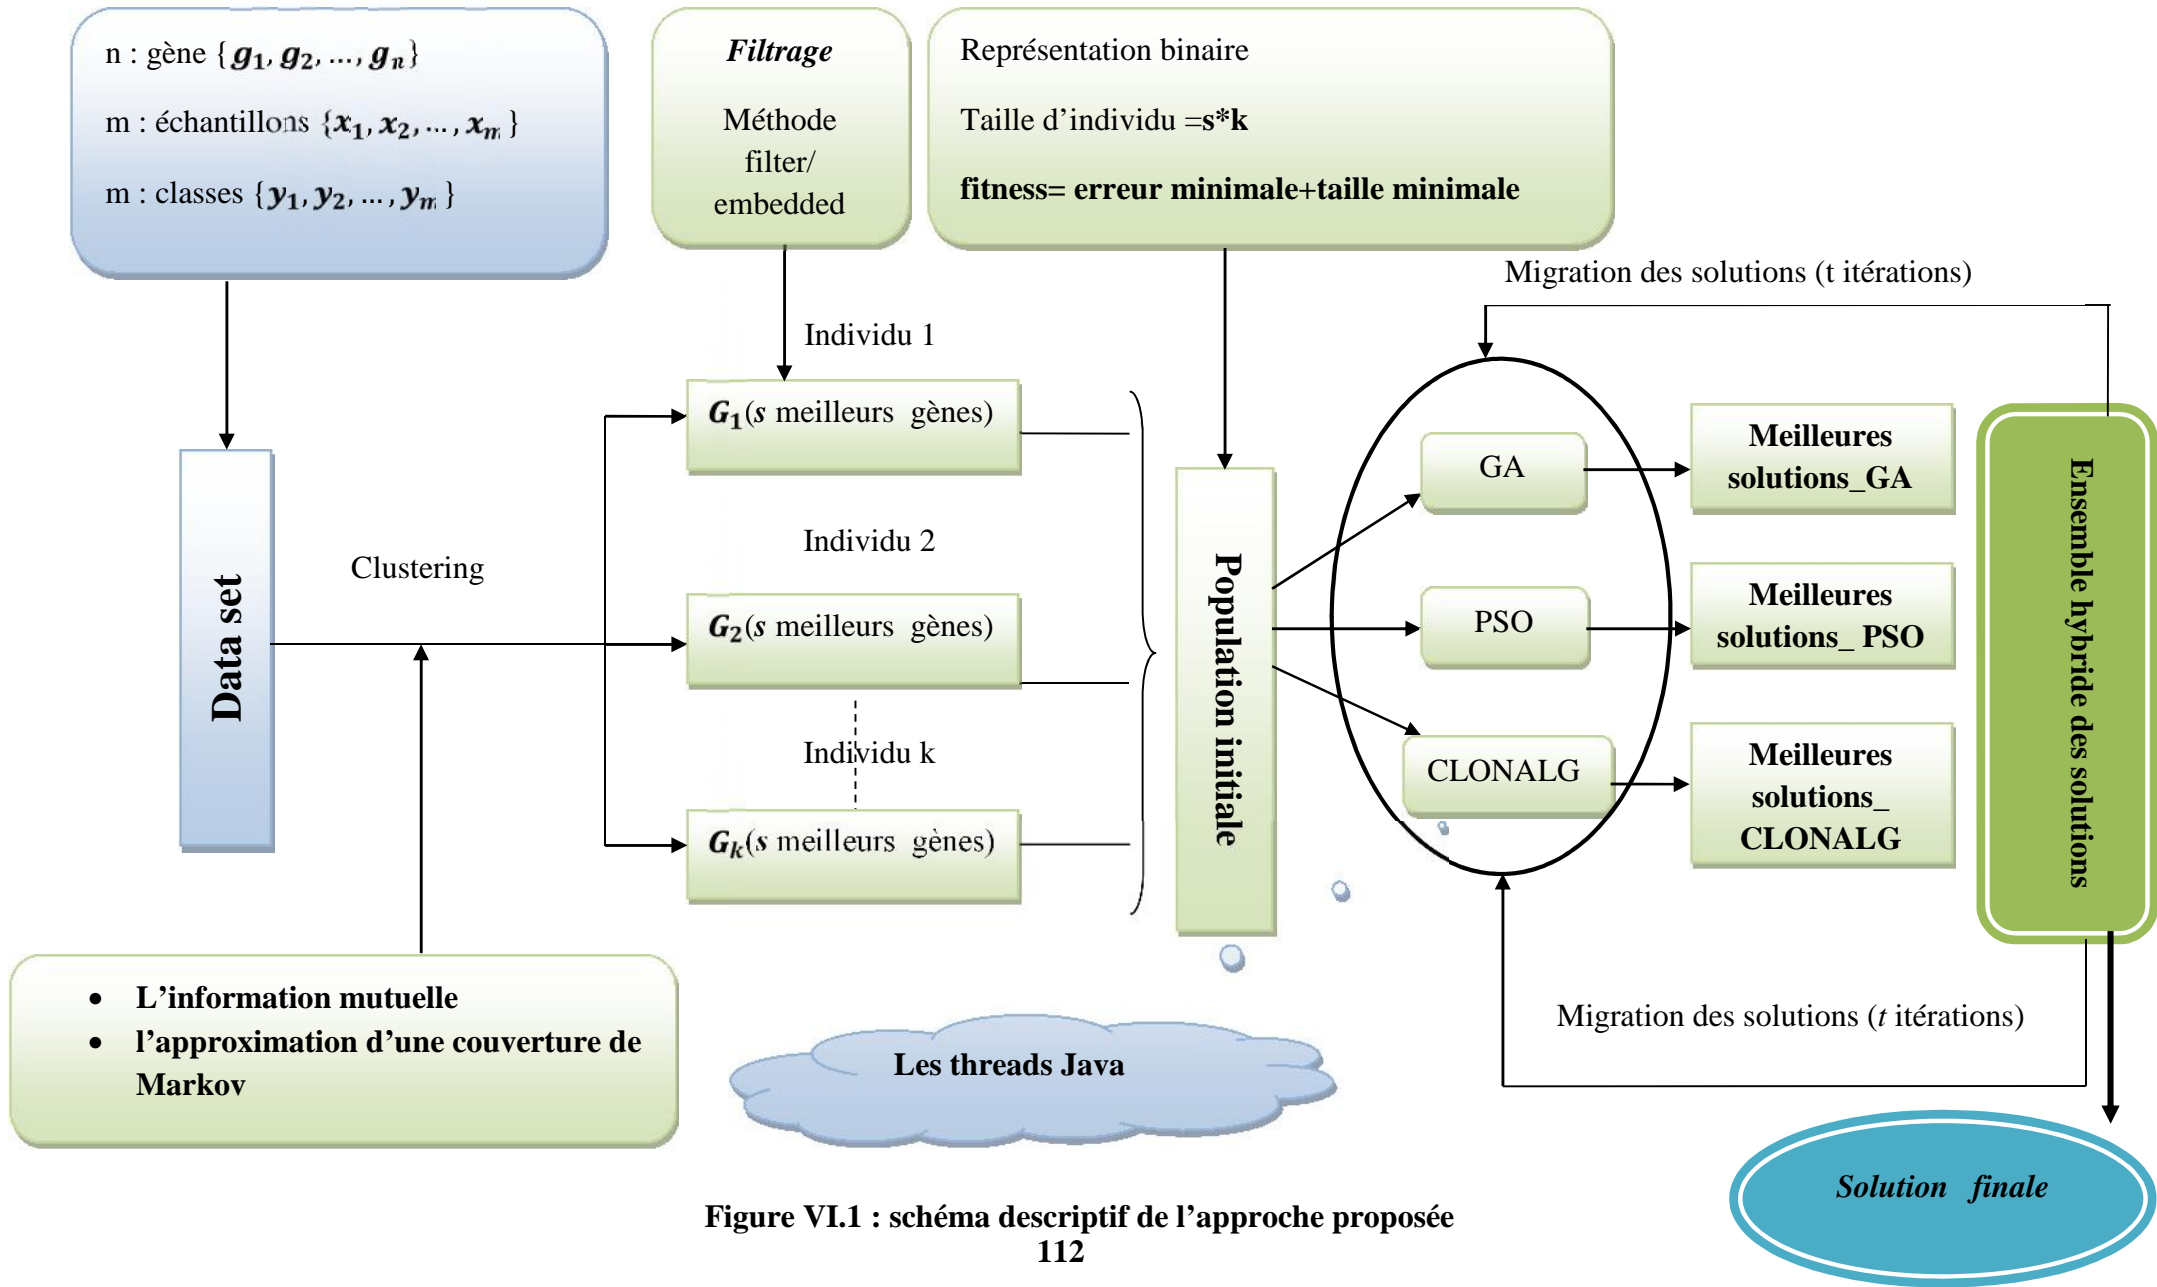 n : gène {g1, g2, ..., gn}
m : échantillons {x1, x2, ..., xm }
m : classes {y1, y2, ..., ym }
Filtrage
Méthode
filter/
embedded
Représentation binaire
Taille d’individu =s*k
fitness= erreur minimale+taille minimale
Migration des solutions (t itérations)
Individu 1
G1(s meilleurs gènes)
Individu 2
G2(s meilleurs gènes)
Individu k
Gk(s meilleurs gènes)
Clustering
Data set
Population initiale
GA
PSO
CLONALG
Meilleures
solutions_GA
Meilleures
solutions_ PSO
Meilleures
solutions_
CLONALG
Ensemble hybride des solutions
• L’information mutuelle
• l’approximation d’une couverture de
Markov
Les threads Java
Migration des solutions (t itérations)
Solution finale
Figure VI.1 : schéma descriptif de l’approche proposée
112